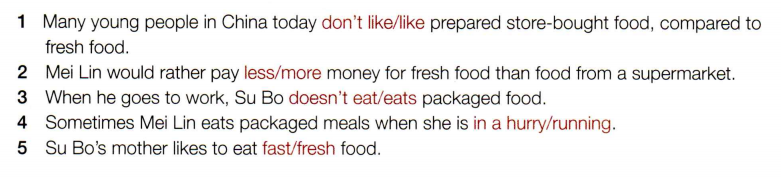 1 Many young people in China today don't like/like prepared store-bought food, compared to
fresh food.
2 Mei Lin would rather pay less/more money for fresh food than food from a supermarket.
3 When he goes to work, Su Bo doesn't eat/eats packaged food.
4 Sometimes Mei Lin eats packaged meals when she is in a hurry/running.
5 Su Bo's mother likes to eat fast/fresh food.